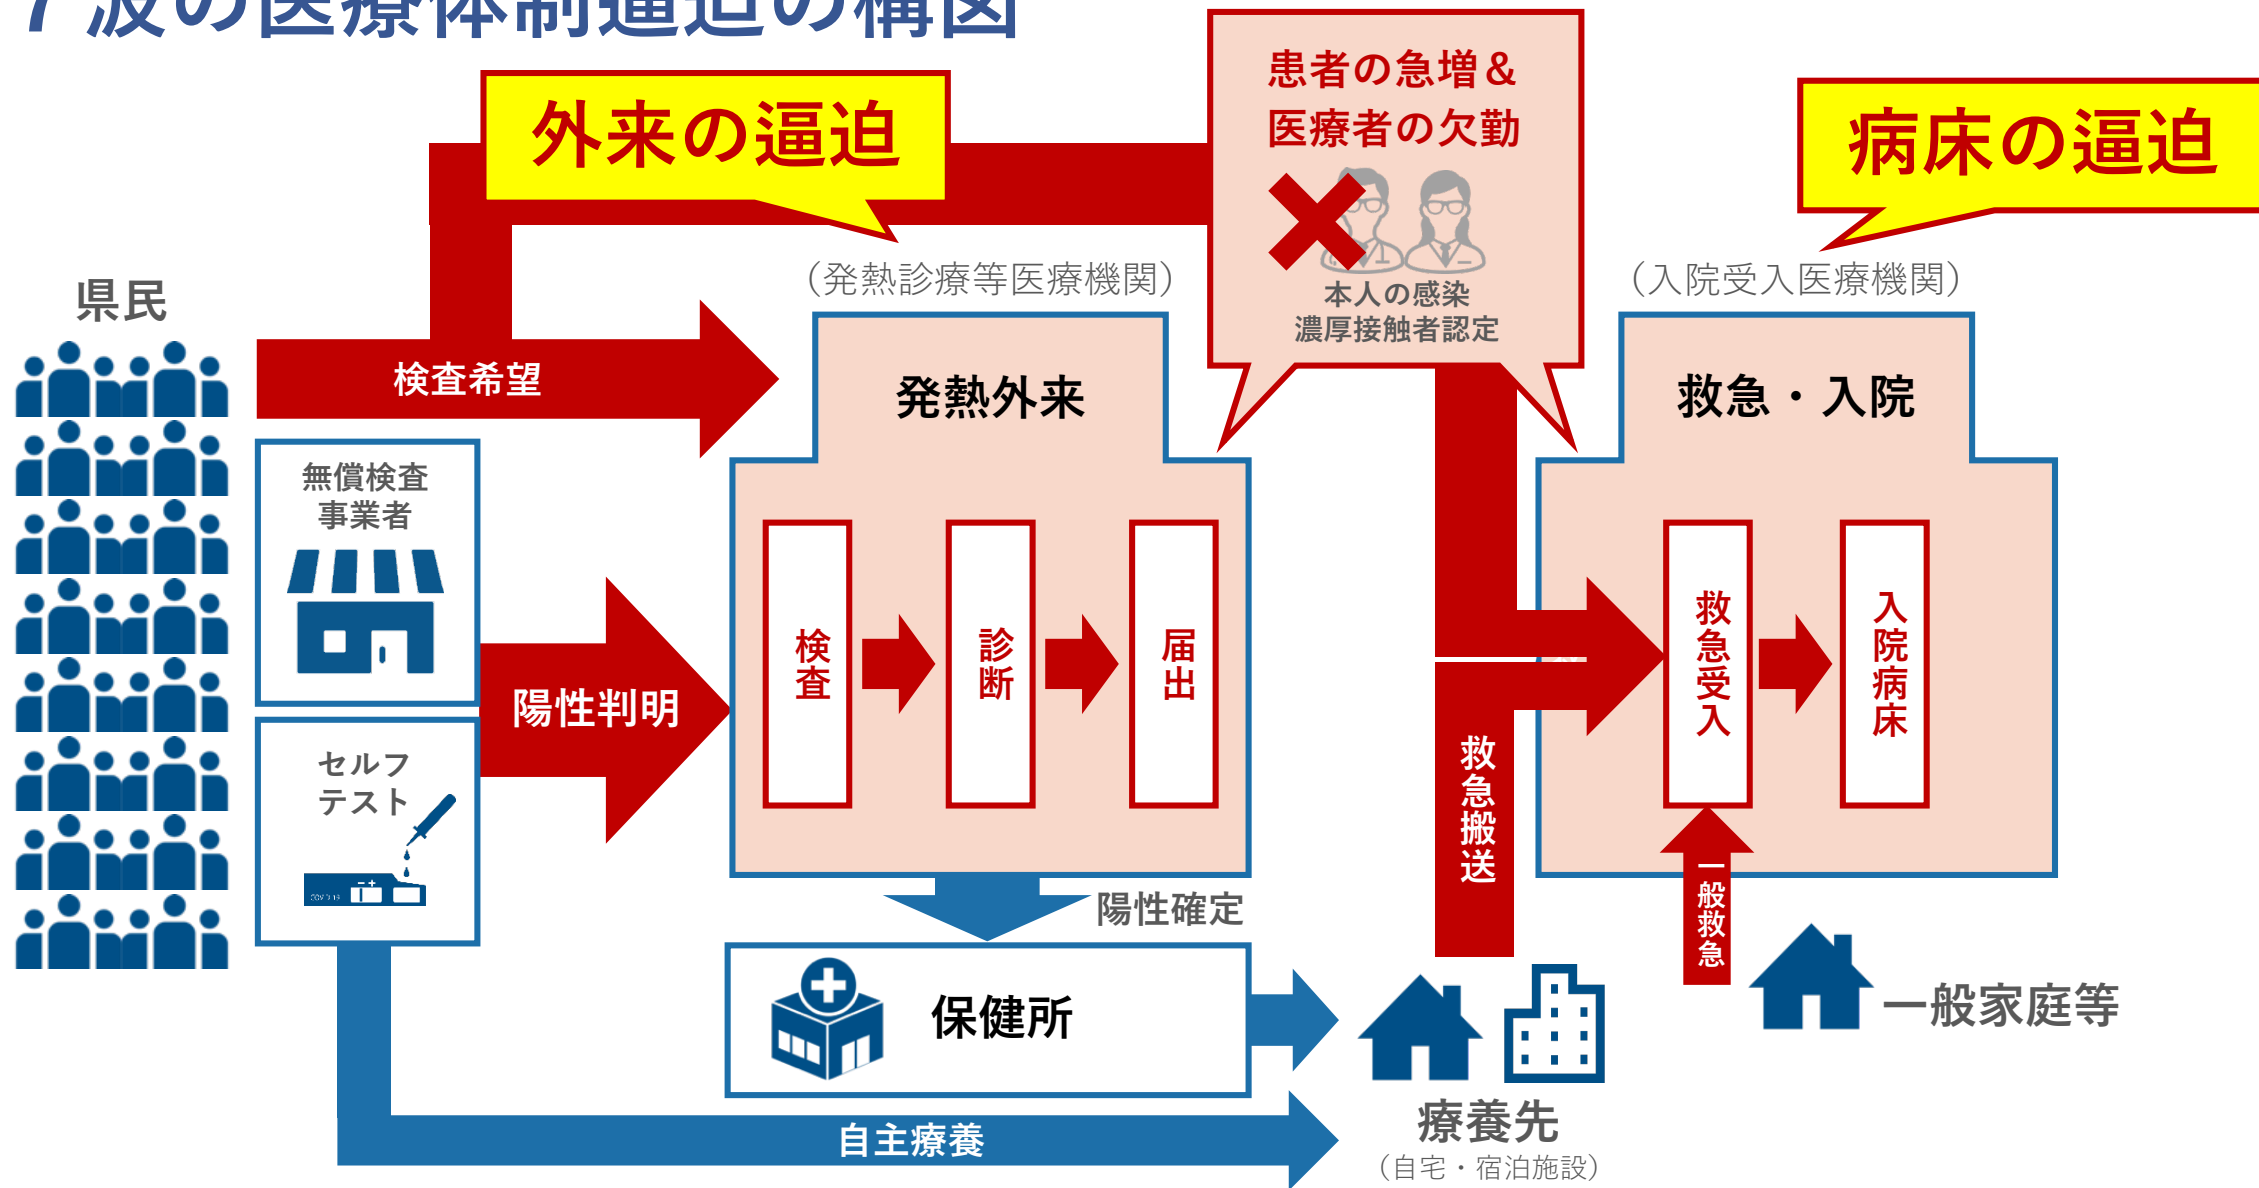 7波の医療体制逼迫の構図
外来の逼迫
患者の急増＆
医療者の欠勤
本人の感染
濃厚接触者認定
病床の逼迫
県民
（発熱診療等医療機関）
（入院受入医療機関）
検査希望
発熱外来
救急・入院
無償検査
事業者
陽性判明
検査
診断
届出
救急受入
入院病床
セルフ
テスト
救急搬送
一般救急
陽性確定
保健所
一般家庭等
療養先
（自宅・宿泊施設）
自主療養